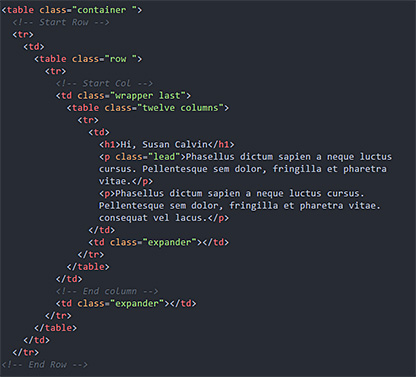 <table class="container ">
<!-- Start Row -->
<tr>
<td>
<table class="row ">
<tr>
<!-- Start Col -->
<td class="wrapper last">
<table class="twelve columns">
<tr>
<td>
<h1>Hi, Susan Calvin</h1>
<p class="lead">Phasellus dictum sapien a neque luctus
cursus. Pellentesque sem dolor, fringilla et pharetra
vitae.</p>
<p>Phasellus dictum sapien a neque luctus cursus.
Pellentesque sem dolor, fringilla et pharetra vitae.
consequat vel lacus.</p>
</td>
<td class="expander"></td>
</tr>
</table>
</td>
<!-- End column -->
<td class="expander"></td>
</tr>
</table>
</td>
</tr>
<!-- End Row -->